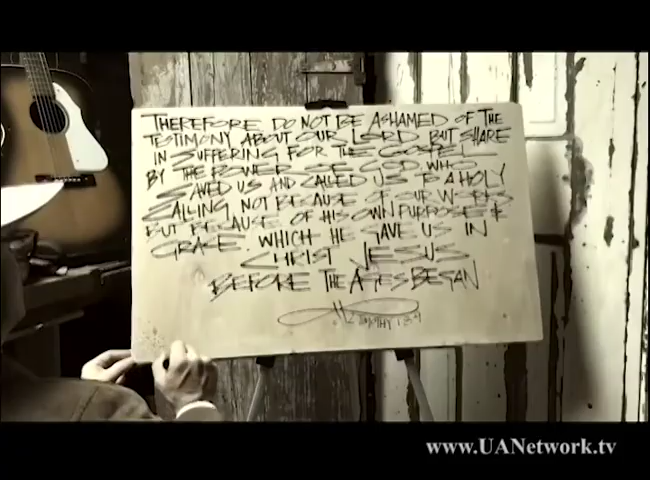 THEREFORE DO NOT BE ASHAMED OF THE
TESTIMONY ABOUT OUR LORD BUT SHARE
IN SUFFERING FOR THE GOSPEL
BY THE POWER OF GOD WHO
SAVED US AND CALLED US TO A HOLY
CALLING NOT BECAUSE OF OUR WORKS
BUT BECAUSE OF HIS OWN PURPOSE &
GRACE. WHICH HE GAVE US IN
CHRIST JESUS
BEFORE THE AGES BEGAN
2 TIMOTHY 1:8-9
www.UANetwork.tv